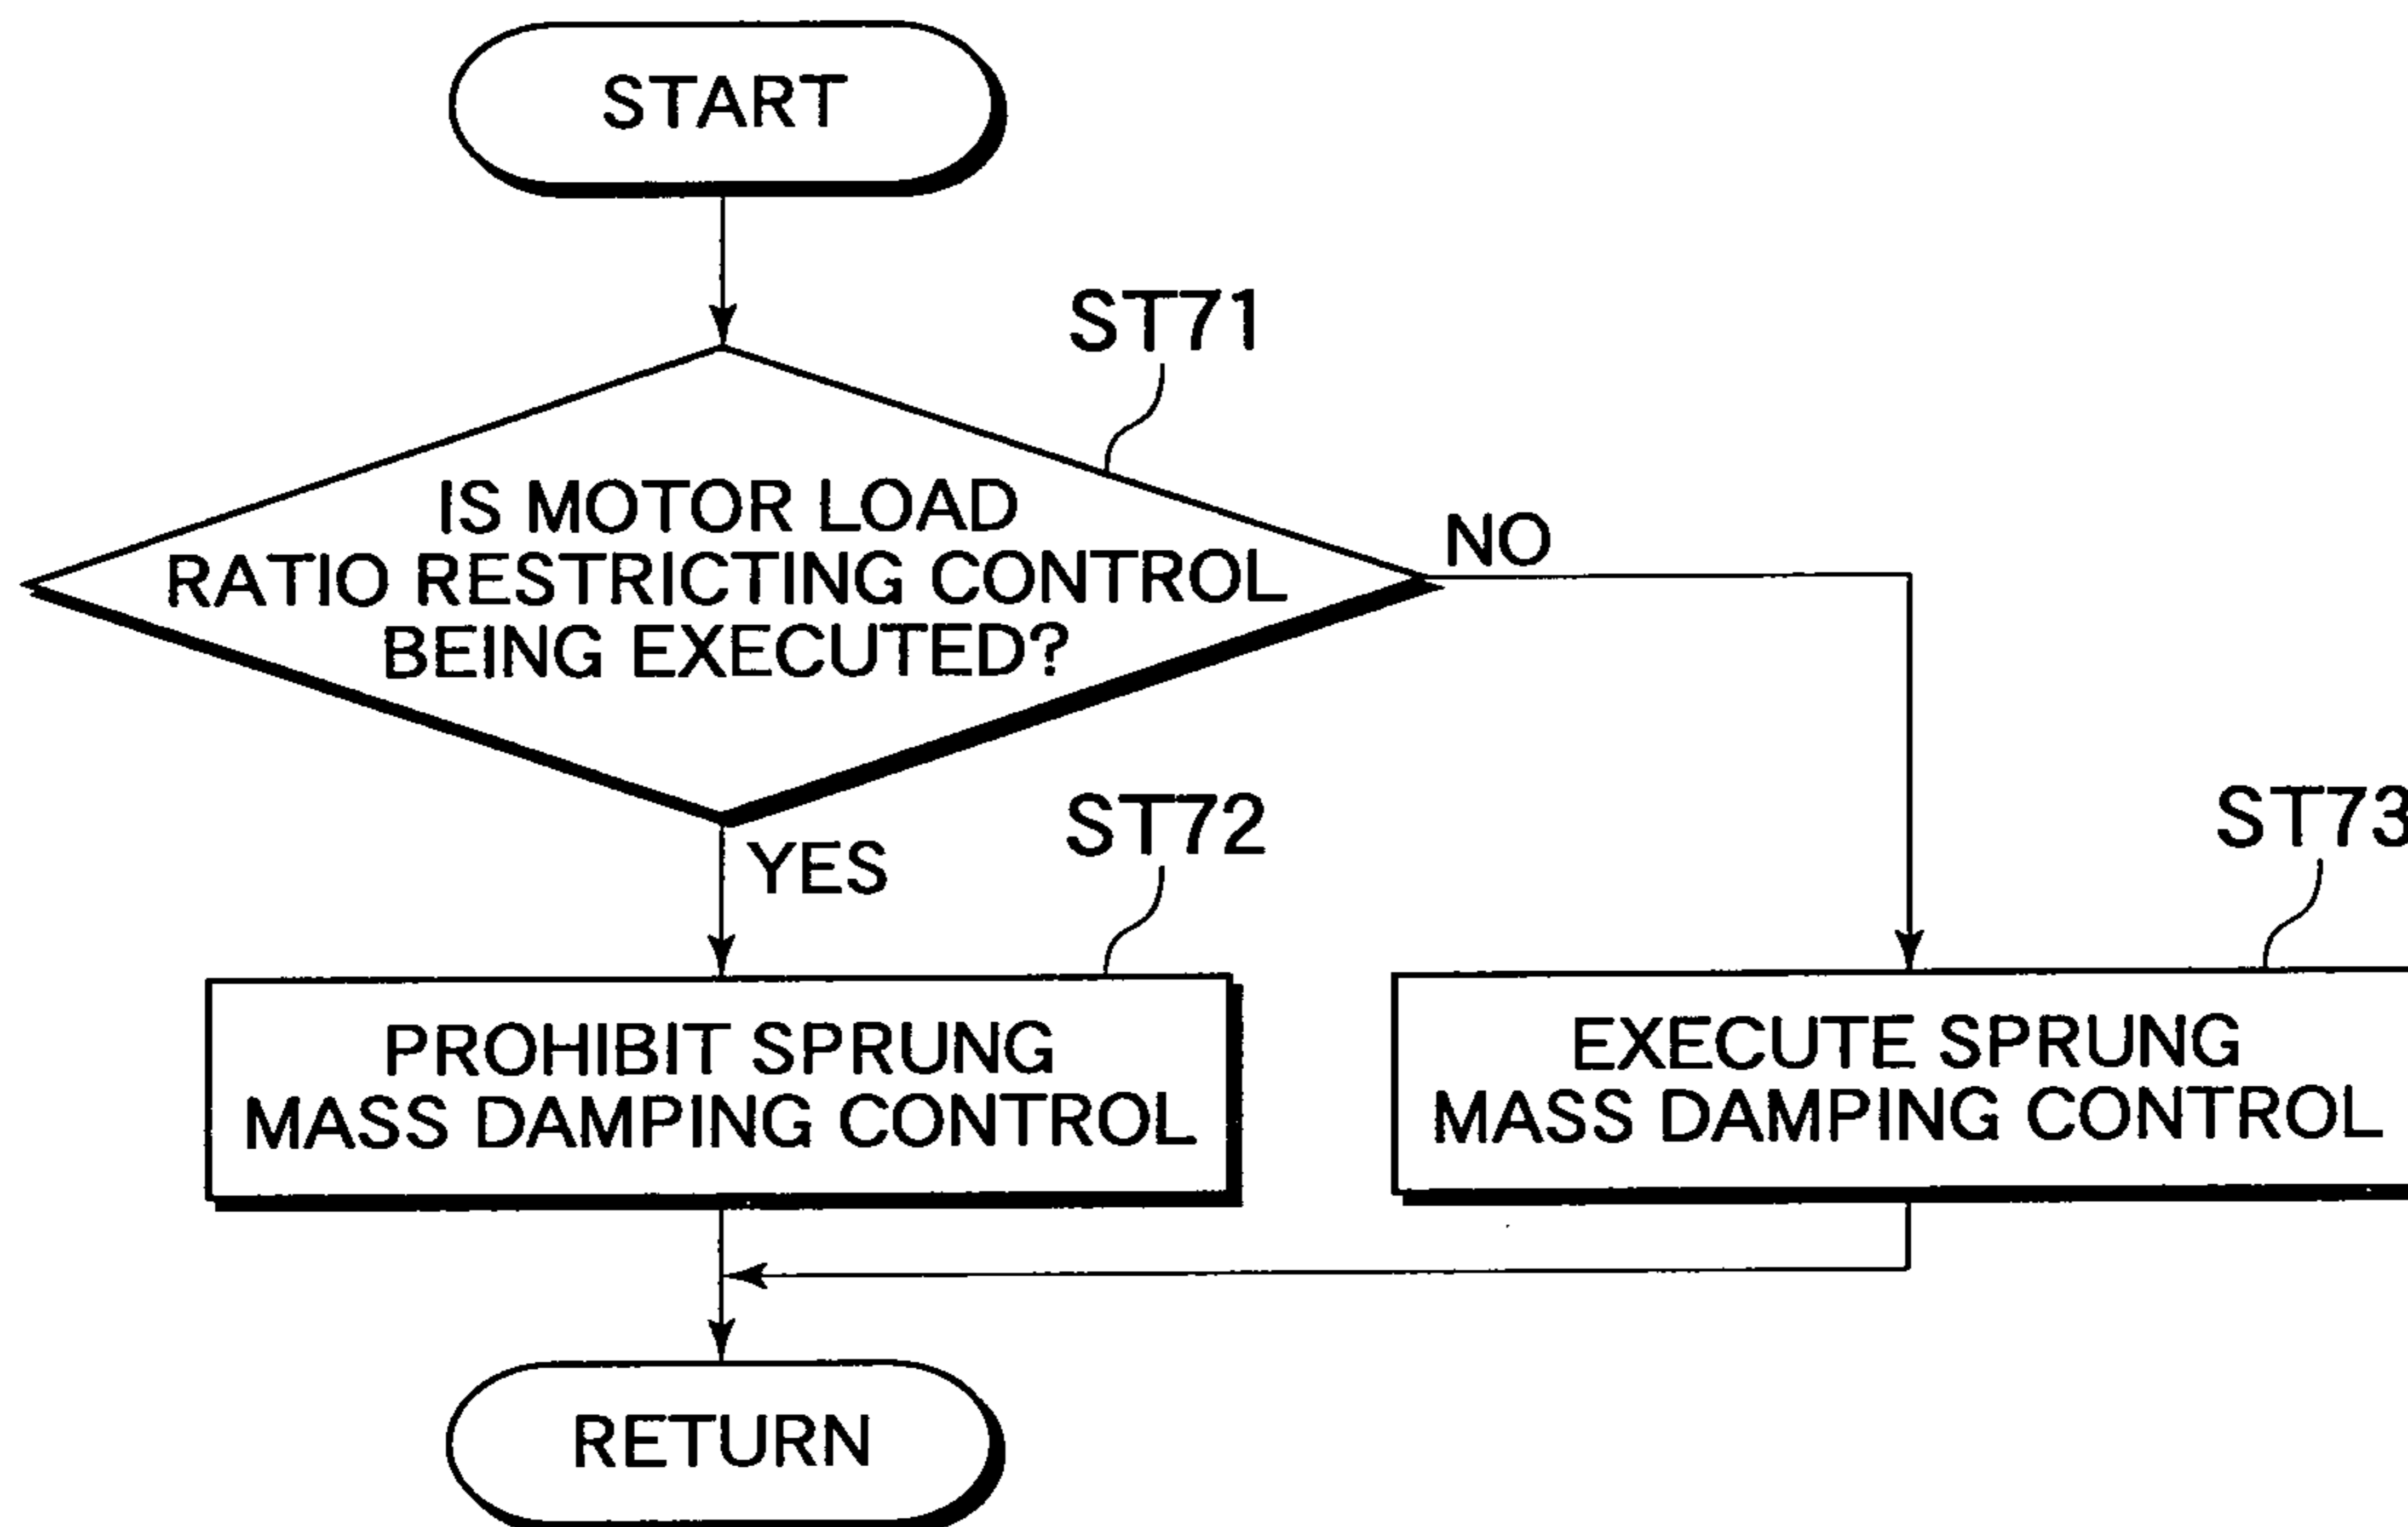 START
ST71
IS MOTOR LOAD
RATIO RESTRICTING CONTROL
BEING EXECUTED?
NO
YES
ST72
ST73
PROHIBIT SPRUNG
MASS DAMPING CONTROL
EXECUTE SPRUNG
MASS DAMPING CONTROL
RETURN